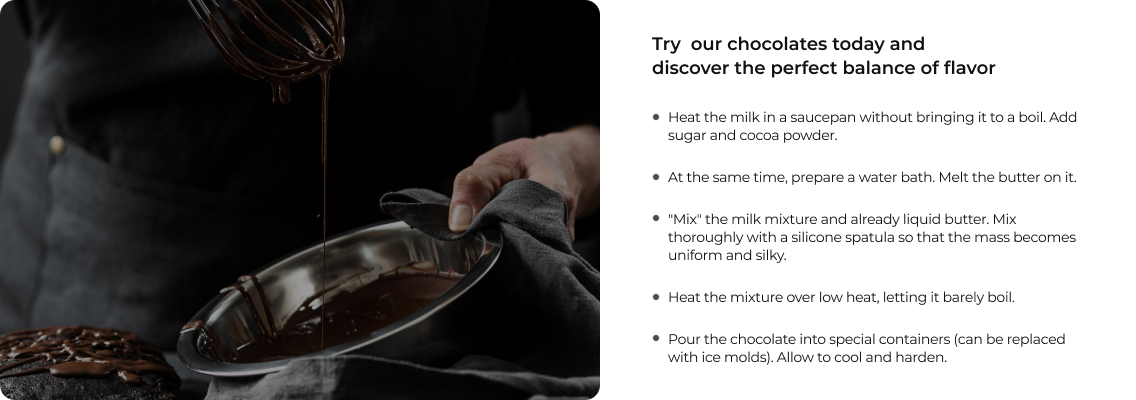 Try  our chocolates today and
discover the perfect balance of flavor
Heat the milk in a saucepan without bringing it to a boil. Add
sugar and cocoa powder.
At the same time, prepare a water bath. Melt the butter on it.
"Mix" the milk mixture and already liquid butter. Mix
thoroughly with a silicone spatula so that the mass becomes
uniform and silky.
Heat the mixture over low heat, letting it barely boil.
Pour the chocolate into special containers (can be replaced
with ice molds). Allow to cool and harden.